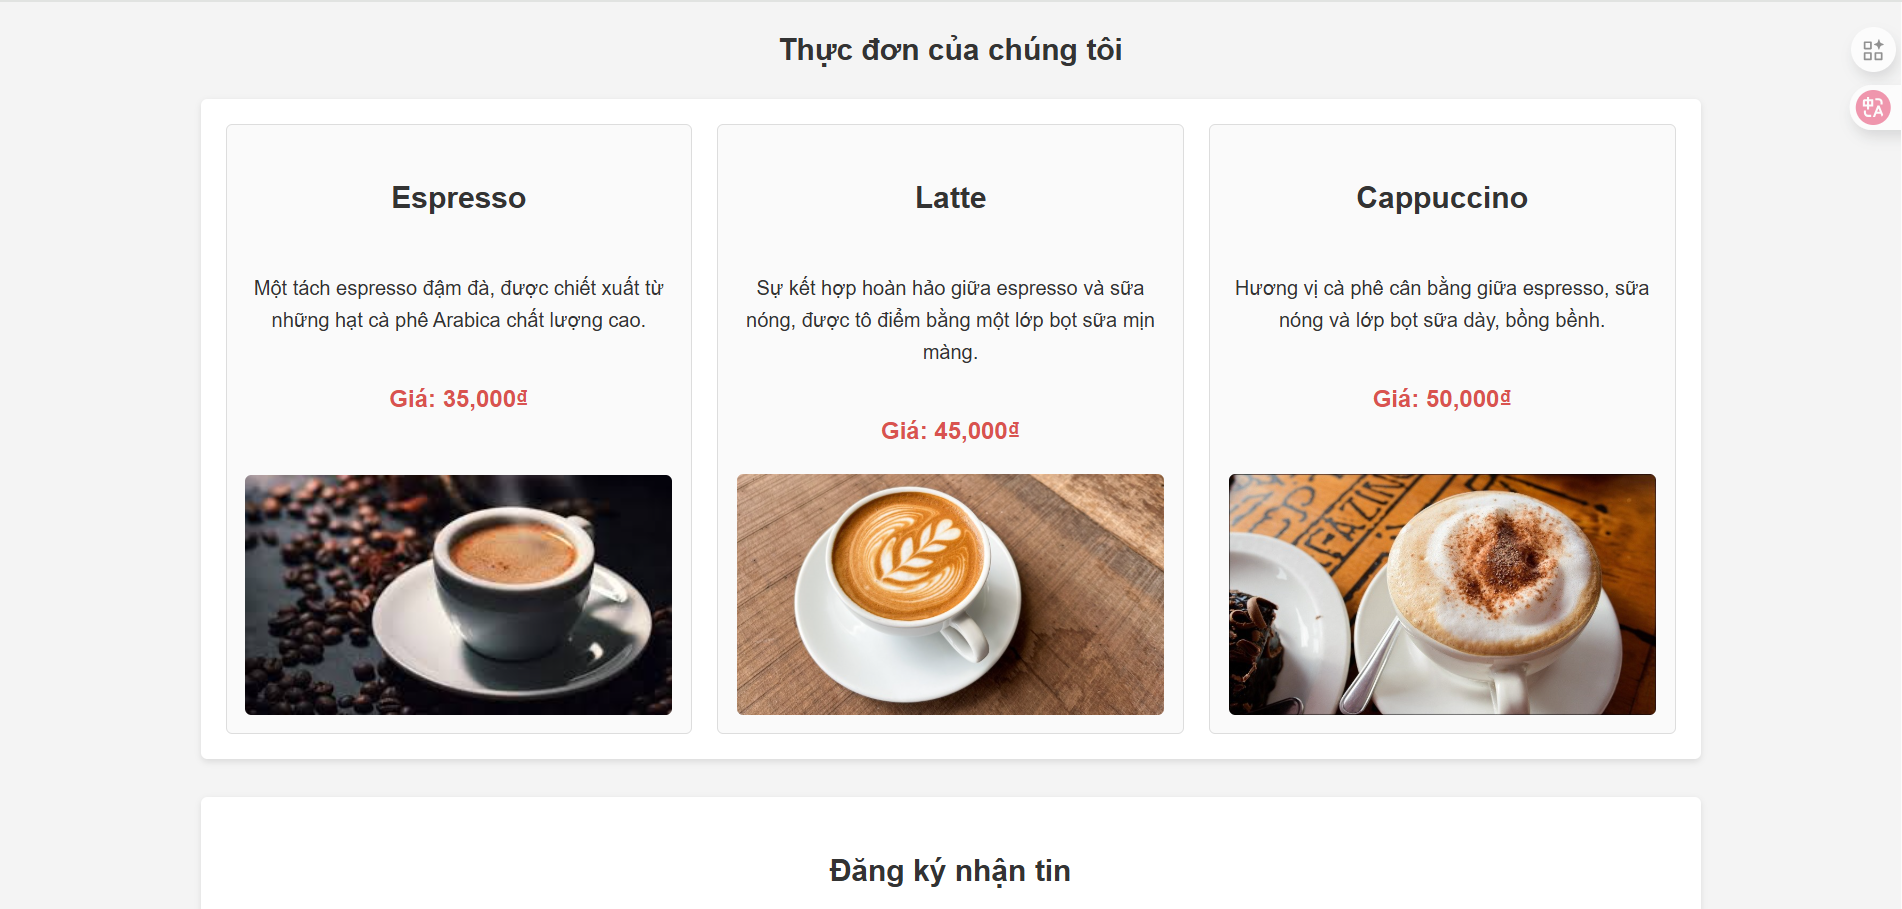 Thực đơn của chúng tôi
Espresso
Một tách espresso đậm đà, được chiết xuất từ
những hạt cà phê Arabica chất lượng cao.
Giá: 35,000₫
Latte
Sự kết hợp hoàn hảo giữa espresso và sữa
nóng, được tô điểm bằng một lớp bọt sữa mịn
màng.
Giá: 45,000₫
Cappuccino
Hương vị cà phê cân bằng giữa espresso, sữa
nóng và lớp bọt sữa dày, bồng bềnh.
Giá: 50,000₫
Đăng ký nhận tin